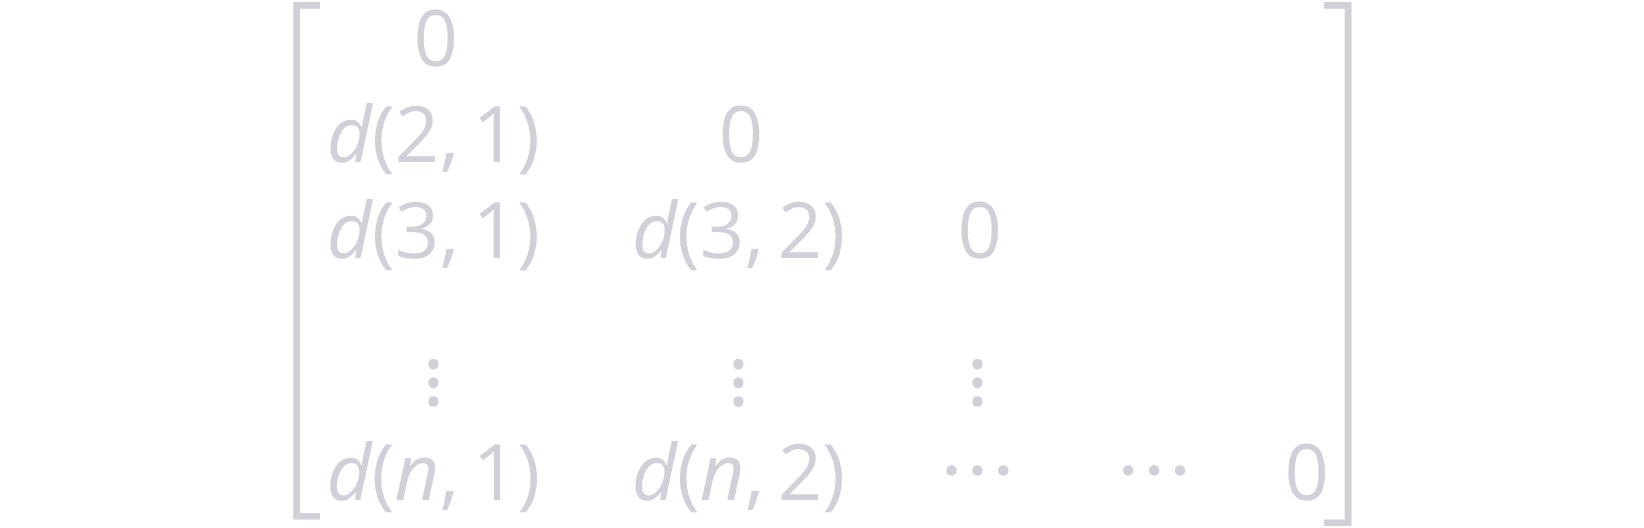 0
d(2, 1) 0
d(3, 1) d(3, 2) 0
⋮ ⋮ ⋮
d(n, 1) d(n, 2) ⋯ ⋯ 0